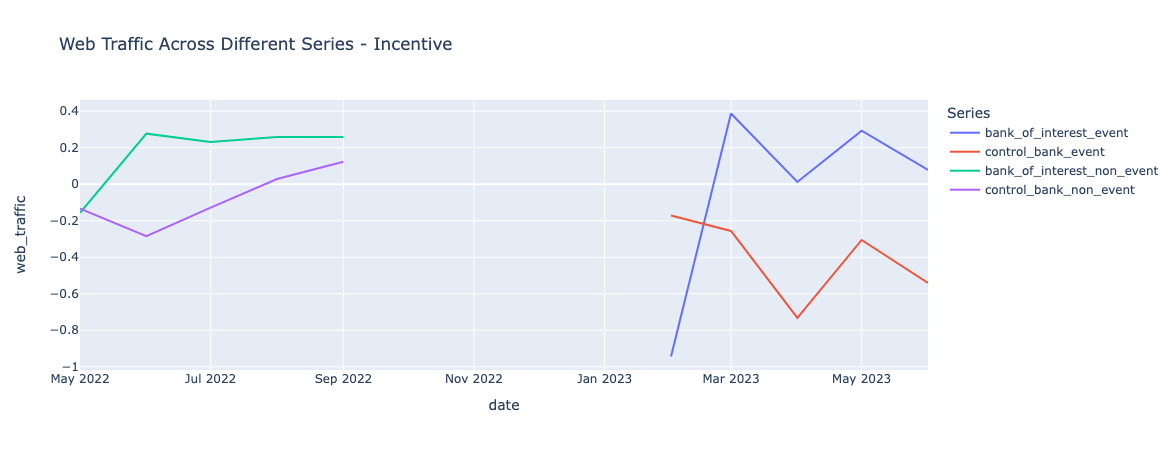 Web Traffic Across Different Series - Incentive
web_traffic
0.4
0.2
0
−0.2
−0.4
−0.6
−0.8
−1
May 2022
Jul 2022
Sep 2022
Nov 2022
Jan 2023
Mar 2023
May 2023
date
Series
bank_of_interest_event
control_bank_event
bank_of_interest_non_event
control_bank_non_event